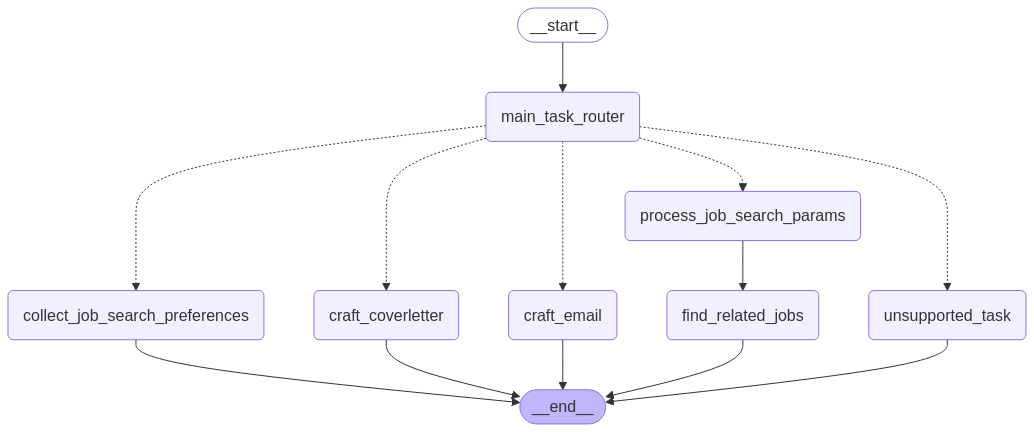 __start__
main_task_router
process_job_search_params
collect_job_search_preferences
craft_coverletter
craft_email
find_related_jobs
unsupported_task
__end__